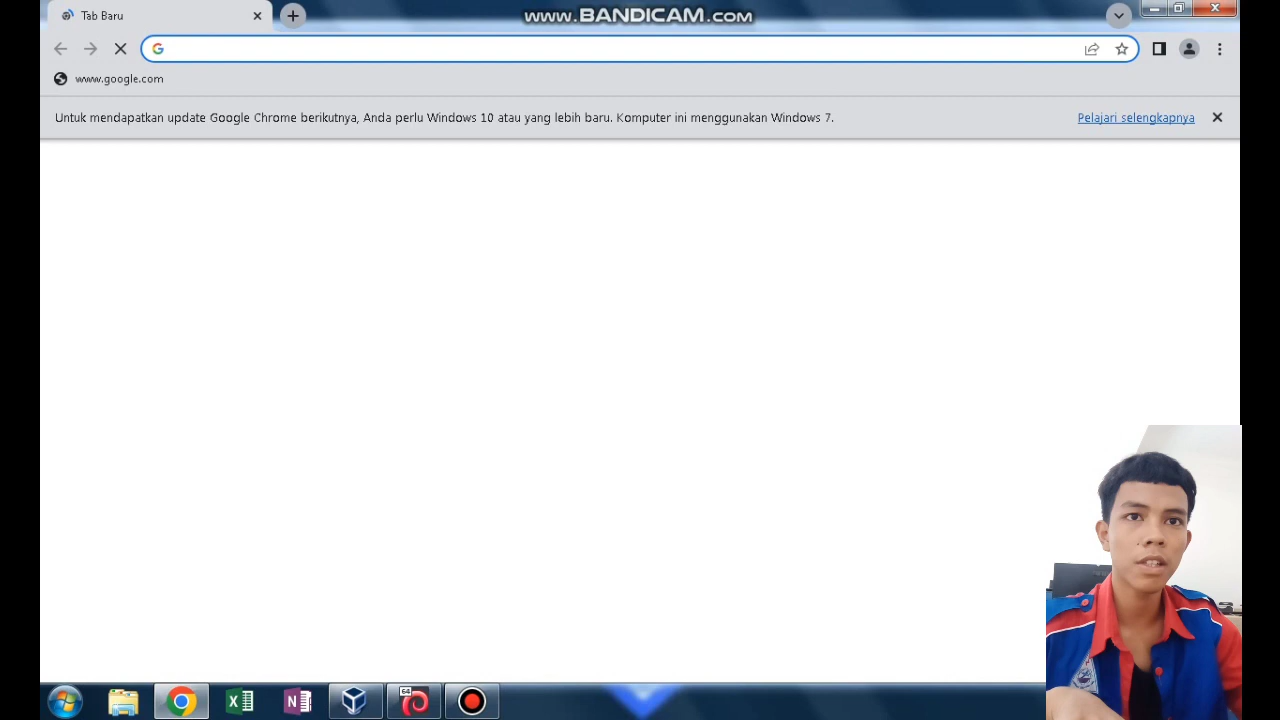 Tab Baru
www.BANDICAM.com
www.google.com
Untuk mendapatkan update Google Chrome berikutnya, Anda perlu Windows 10 atau yang lebih baru. Komputer ini menggunakan Windows 7.
Pelajari selengkapnya
64